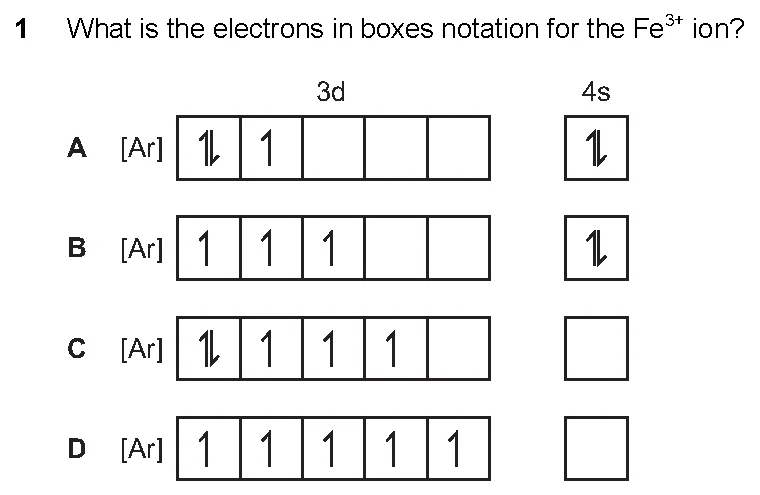 1 What is the electrons in boxes notation for the Fe³⁺ ion?
3d 4s
A [Ar] ⥮ ↿ ⥮
B [Ar] ↿ ↿ ↿ ⥮
C [Ar] ⥮ ↿ ↿ ↿
D [Ar] ↿ ↿ ↿ ↿ ↿